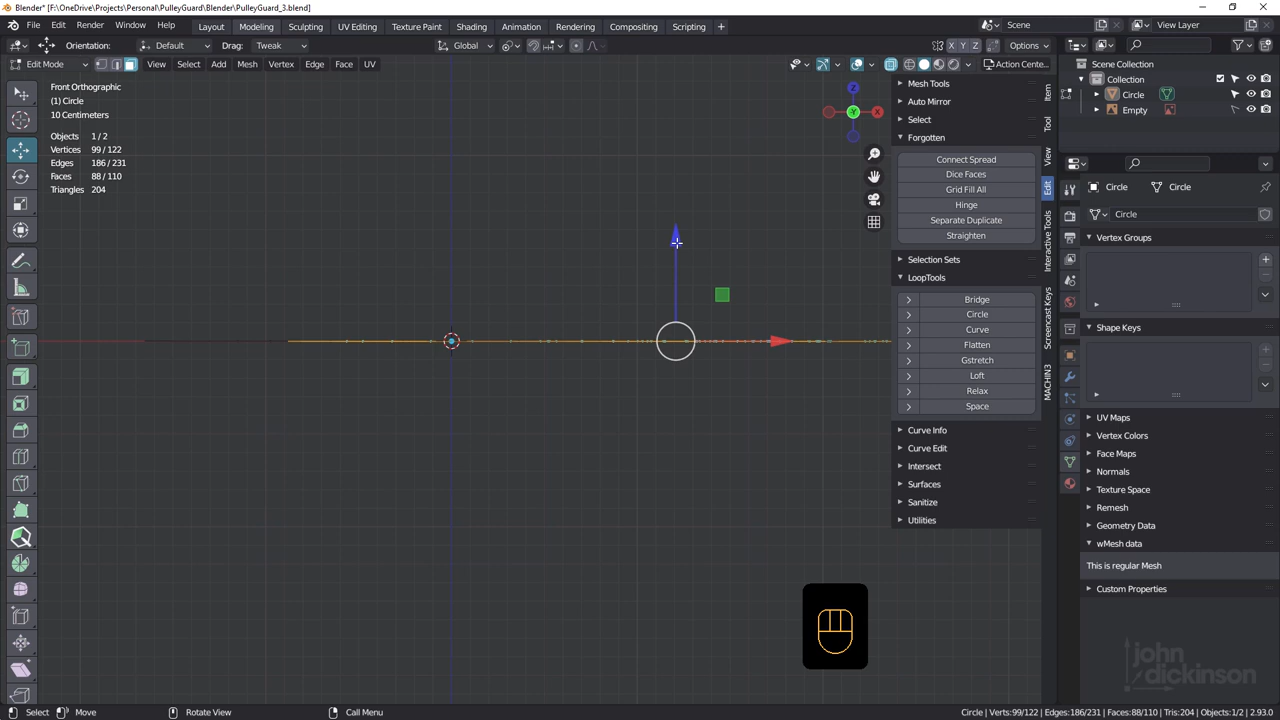 Blender* [F:\OneDrive\Projects\Personal\PulleyGuard\Blender\PulleyGuard_3.blend]
File Edit Render Window Help Layout Modeling Sculpting UV Editing Texture Paint Shading Animation Rendering Compositing Scripting + Scene View Layer
Orientation: Default Drag: Tweak Global X Y Z Options
Edit Mode View Select Add Mesh Vertex Edge Face UV Action Cente...
Front Orthographic
(1) Circle
10 Centimeters
Objects 1/2
Vertices 99/122
Edges 186/231
Faces 88/110
Triangles 204
Z
Y
X
Mesh Tools
Auto Mirror
Select
Forgotten
Connect Spread
Dice Faces
Grid Fill All
Hinge
Separate Duplicate
Straighten
Selection Sets
LoopTools
Bridge
Circle
Curve
Flatten
Gstretch
Loft
Relax
Space
Curve Info
Curve Edit
Intersect
Surfaces
Sanitize
Utilities
Item
Tool
View
Edit
Interactive Tools
Screencast Keys
MACHIN3
Scene Collection
Collection
Circle
Empty
Circle Circle
Circle
Vertex Groups
Shape Keys
UV Maps
Vertex Colors
Face Maps
Normals
Texture Space
Remesh
Geometry Data
wMesh data
This is regular Mesh
Custom Properties
john
dickinson
Select Move Rotate View Call Menu Circle | Verts:99/122 | Edges:186/231 | Faces:88/110 | Tris:204 | Objects:1/2 | 2.93.0